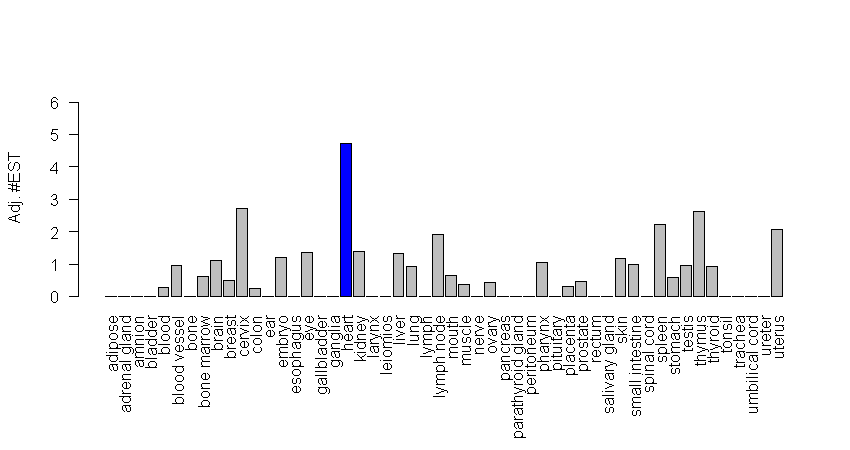 Adj. #EST
6
5
4
3
2
1
0
adipose
adrenal gland
amnion
bladder
blood
blood vessel
bone
bone marrow
brain
breast
cervix
colon
ear
embryo
esophagus
eye
gallbladder
ganglia
heart
kidney
larynx
leiomios
liver
lung
lymph
lymph node
mouth
muscle
nerve
ovary
pancreas
parathyroid gland
peritoneum
pharynx
pituitary
placenta
prostate
rectum
salivary gland
skin
small intestine
spinal cord
spleen
stomach
testis
thymus
thyroid
tonsil
trachea
umbilical cord
ureter
uterus